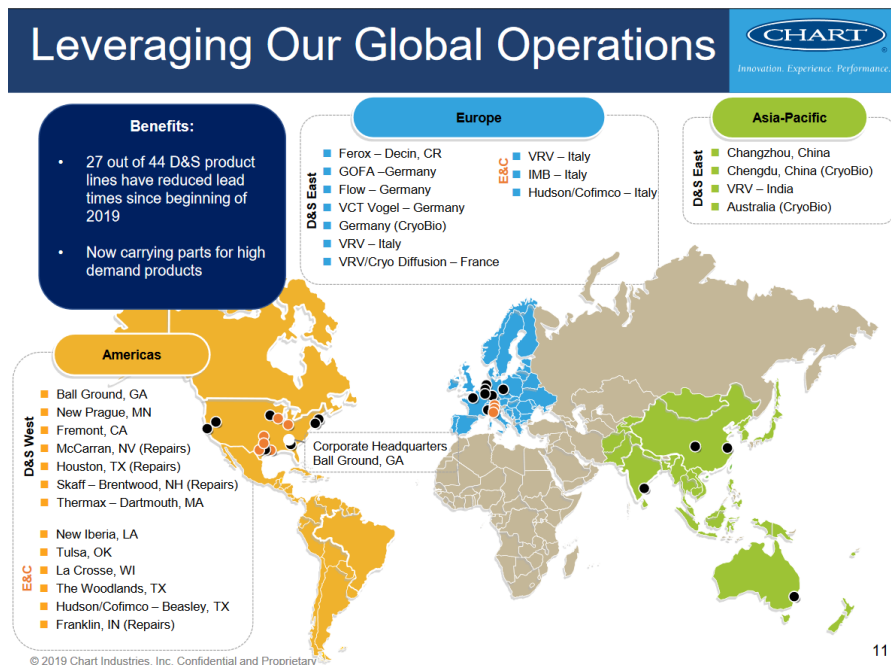 Leveraging Our Global Operations
CHART
Innovation. Experience. Performance.
Benefits:
• 27 out of 44 D&S product
lines have reduced lead
times since beginning of
2019
• Now carrying parts for high
demand products
Europe
D&S East
Ferox – Decin, CR
GOFA –Germany
Flow – Germany
VCT Vogel – Germany
Germany (CryoBio)
VRV – Italy
VRV/Cryo Diffusion – France
E&C
VRV – Italy
IMB – Italy
Hudson/Cofimco – Italy
Asia-Pacific
D&S East
Changzhou, China
Chengdu, China (CryoBio)
VRV – India
Australia (CryoBio)
Americas
D&S West
Ball Ground, GA
New Prague, MN
Fremont, CA
McCarran, NV (Repairs)
Houston, TX (Repairs)
Skaff – Brentwood, NH (Repairs)
Thermax – Dartmouth, MA
E&C
New Iberia, LA
Tulsa, OK
La Crosse, WI
The Woodlands, TX
Hudson/Cofimco – Beasley, TX
Franklin, IN (Repairs)
Corporate Headquarters
Ball Ground, GA
© 2019 Chart Industries, Inc. Confidential and Proprietary
11